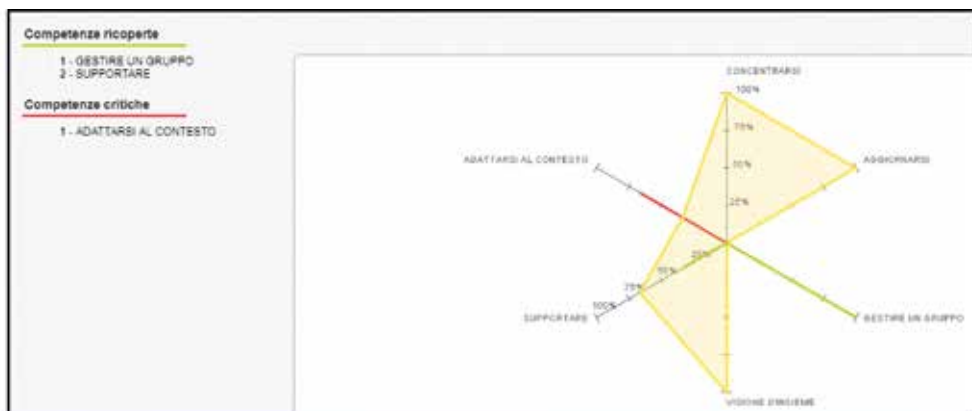 Competenze ricoperte
1 - GESTIRE UN GRUPPO
2 - SUPPORTARE
Competenze critiche
1 - ADATTARSI AL CONTESTO
CONCENTRARSI
100%
75%
ADATTARSI AL CONTESTO
50%
AGGIORNARSI
25%
25%
50%
75%
100%
SUPPORTARE
GESTIRE UN GRUPPO
VISIONE D'INSIEME